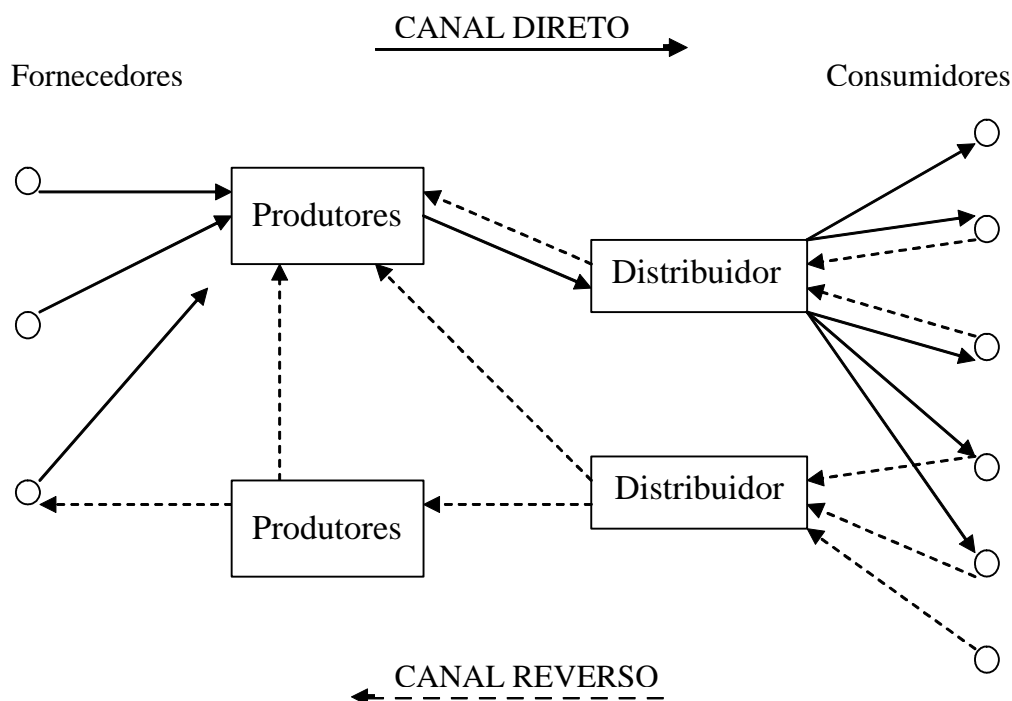 CANAL DIRETO
Fornecedores
Consumidores
Produtores
Distribuidor
Distribuidor
Produtores
CANAL REVERSO